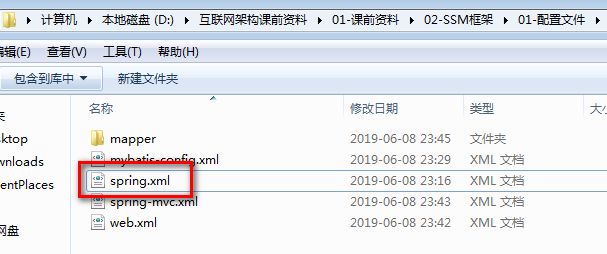 计算机 本地磁盘 (D:) 互联网架构课前资料 01-课前资料 02-SSM框架 01-配置文件
(E) 查看(V) 工具(T) 帮助(H)
包含到库中 新建文件夹
名称 修改日期 类型 大小
mapper 2019-06-08 23:45 文件夹
sktop mybatis-config.xml 2019-06-08 23:29 XML 文档
wnloads spring.xml 2019-06-08 23:16 XML 文档
entPlaces spring-mvc.xml 2019-06-08 23:43 XML 文档
网盘 web.xml 2019-06-08 23:42 XML 文档